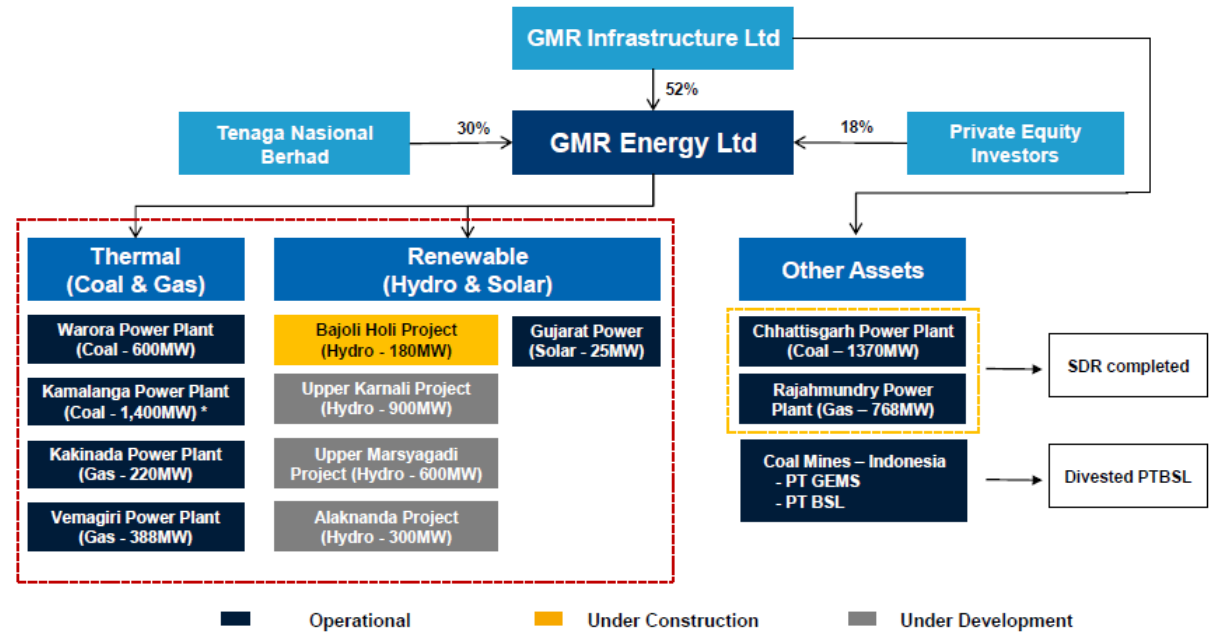 GMR Infrastructure Ltd
52%
Tenaga Nasional
Berhad
30%
GMR Energy Ltd
18%
Private Equity
Investors
Thermal
(Coal & Gas)
Warora Power Plant
(Coal - 600MW)
Kamalanga Power Plant
(Coal - 1,400MW) *
Kakinada Power Plant
(Gas - 220MW)
Vemagiri Power Plant
(Gas - 388MW)
Renewable
(Hydro & Solar)
Bajoli Holi Project
(Hydro - 180MW)
Upper Karnali Project
(Hydro - 900MW)
Upper Marsyagadi
Project (Hydro - 600MW)
Alaknanda Project
(Hydro - 300MW)
Gujarat Power
(Solar - 25MW)
Other Assets
Chhattisgarh Power Plant
(Coal – 1370MW)
Rajahmundry Power
Plant (Gas – 768MW)
SDR completed
Coal Mines – Indonesia
- PT GEMS
- PT BSL
Divested PTBSL
Operational
Under Construction
Under Development